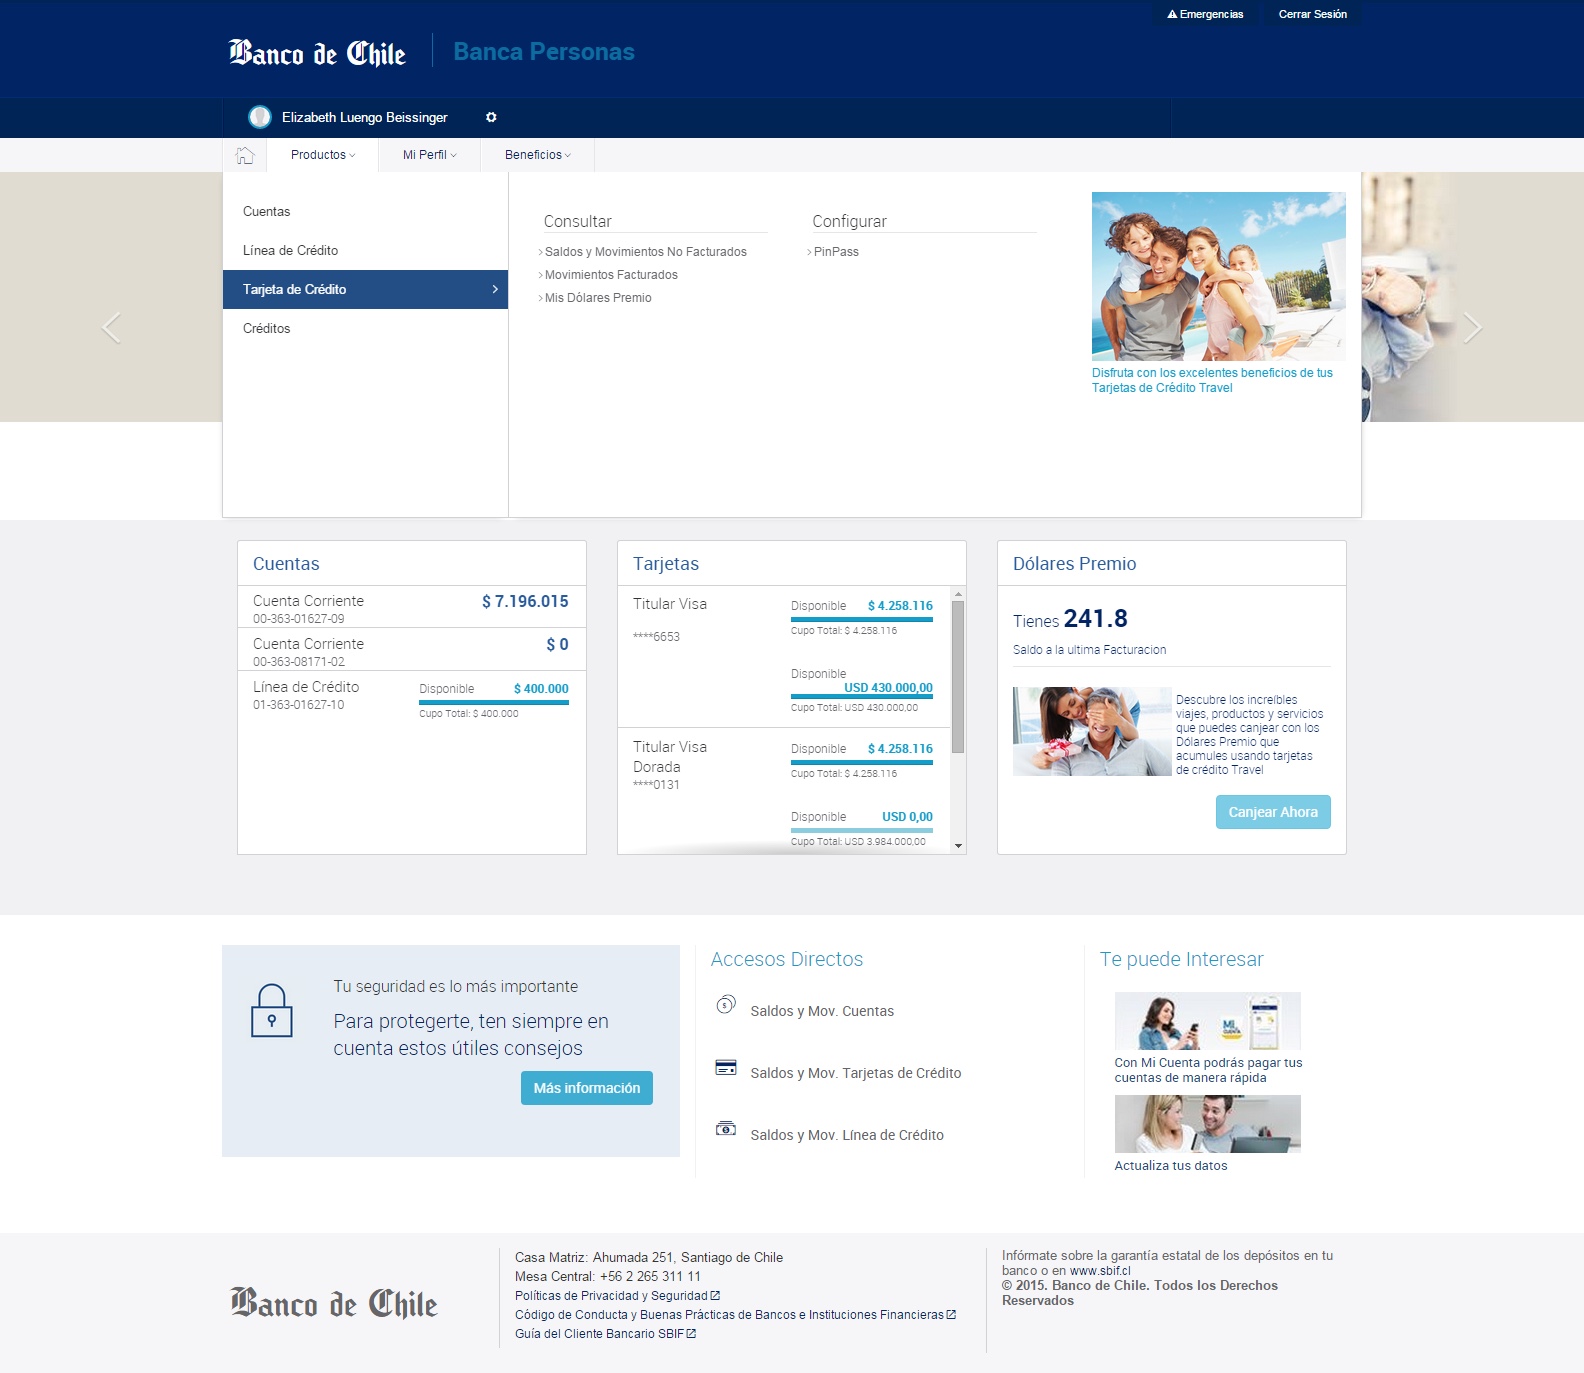 Emergencias
Cerrar Sesión
Banco de Chile
Banca Personas
Elizabeth Luengo Beissinger
Productos
Mi Perfil
Beneficios
Cuentas
Línea de Crédito
Tarjeta de Crédito
Créditos
Consultar
Saldos y Movimientos No Facturados
Movimientos Facturados
Mis Dólares Premio
Configurar
PinPass
Disfruta con los excelentes beneficios de tus
Tarjetas de Crédito Travel
Cuentas
Cuenta Corriente $ 7.196.015
00-363-01627-09
Cuenta Corriente $ 0
00-363-08171-02
Línea de Crédito Disponible $ 400.000
01-363-01627-10 Cupo Total: $ 400.000
Tarjetas
Titular Visa Disponible $ 4.258.116
Cupo Total: $ 4.258.116
****6653
Disponible
USD 430.000,00
Cupo Total: USD 430.000,00
Titular Visa Disponible $ 4.258.116
Dorada
Cupo Total: $ 4.258.116
****0131
Disponible USD 0,00
Cupo Total: USD 3.984.000,00
Dólares Premio
Tienes 241.8
Saldo a la ultima Facturacion
Descubre los increíbles
viajes, productos y servicios
que puedes canjear con los
Dólares Premio que
acumules usando tarjetas
de crédito Travel
Canjear Ahora
Tu seguridad es lo más importante
Para protegerte, ten siempre en
cuenta estos útiles consejos
Más información
Accesos Directos
Saldos y Mov. Cuentas
Saldos y Mov. Tarjetas de Crédito
Saldos y Mov. Línea de Crédito
Te puede Interesar
Mi
CUENTA
Con Mi Cuenta podrás pagar tus
cuentas de manera rápida
Actualiza tus datos
Banco de Chile
Casa Matriz: Ahumada 251, Santiago de Chile
Mesa Central: +56 2 265 311 11
Políticas de Privacidad y Seguridad
Código de Conducta y Buenas Prácticas de Bancos e Instituciones Financieras
Guía del Cliente Bancario SBIF
Infórmate sobre la garantía estatal de los depósitos en tu
banco o en www.sbif.cl
© 2015. Banco de Chile. Todos los Derechos
Reservados